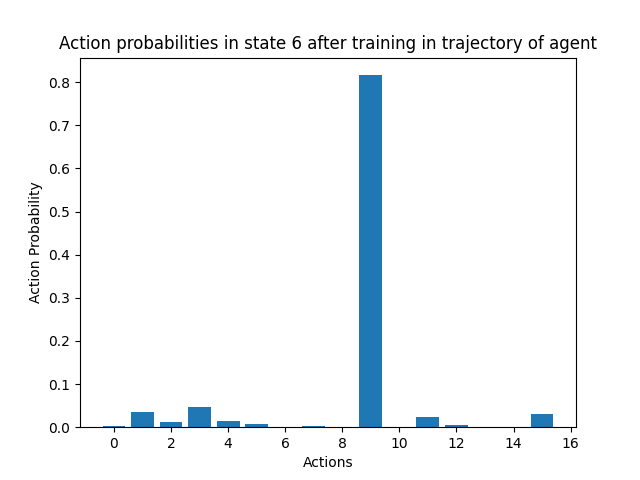 Action probabilities in state 6 after training in trajectory of agent
0.8
0.7
0.6
0.5
0.4
0.3
0.2
0.1
0.0
Action Probability
0 2 4 6 8 10 12 14 16
Actions